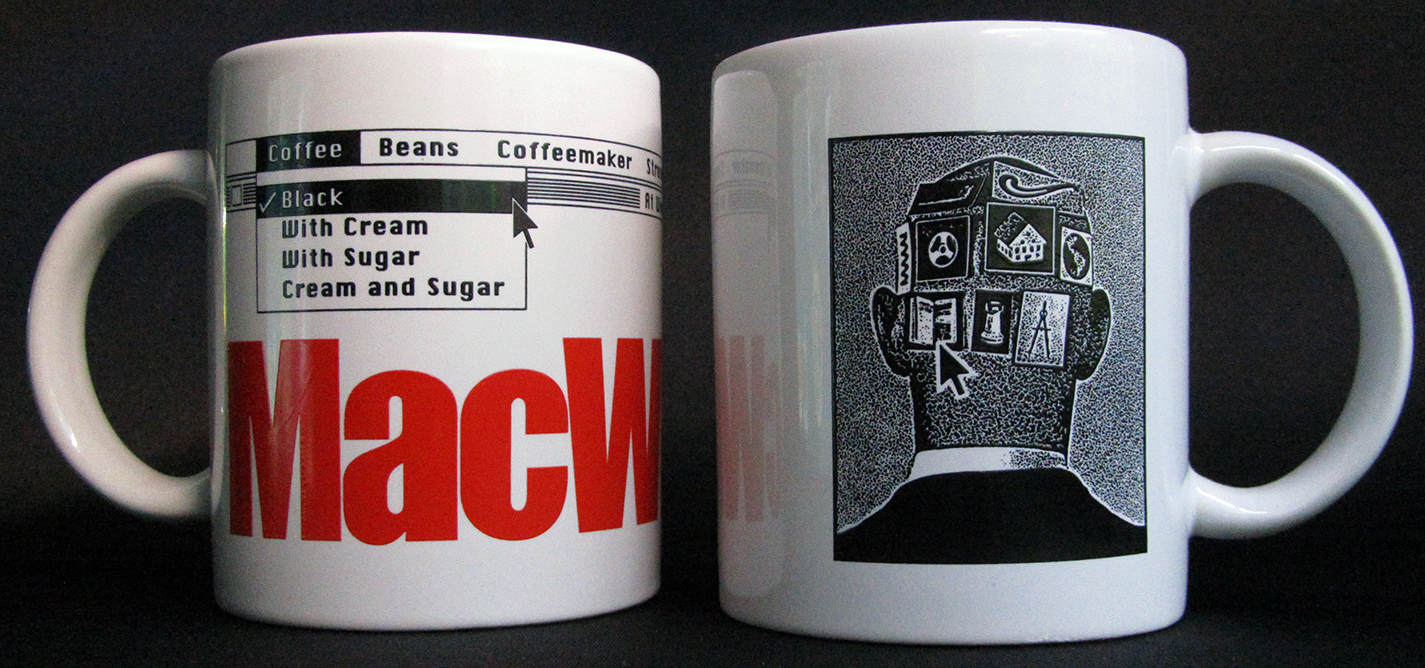 Coffee Beans Coffeemaker
✓Black
With Cream
With Sugar
Cream and Sugar
MacW